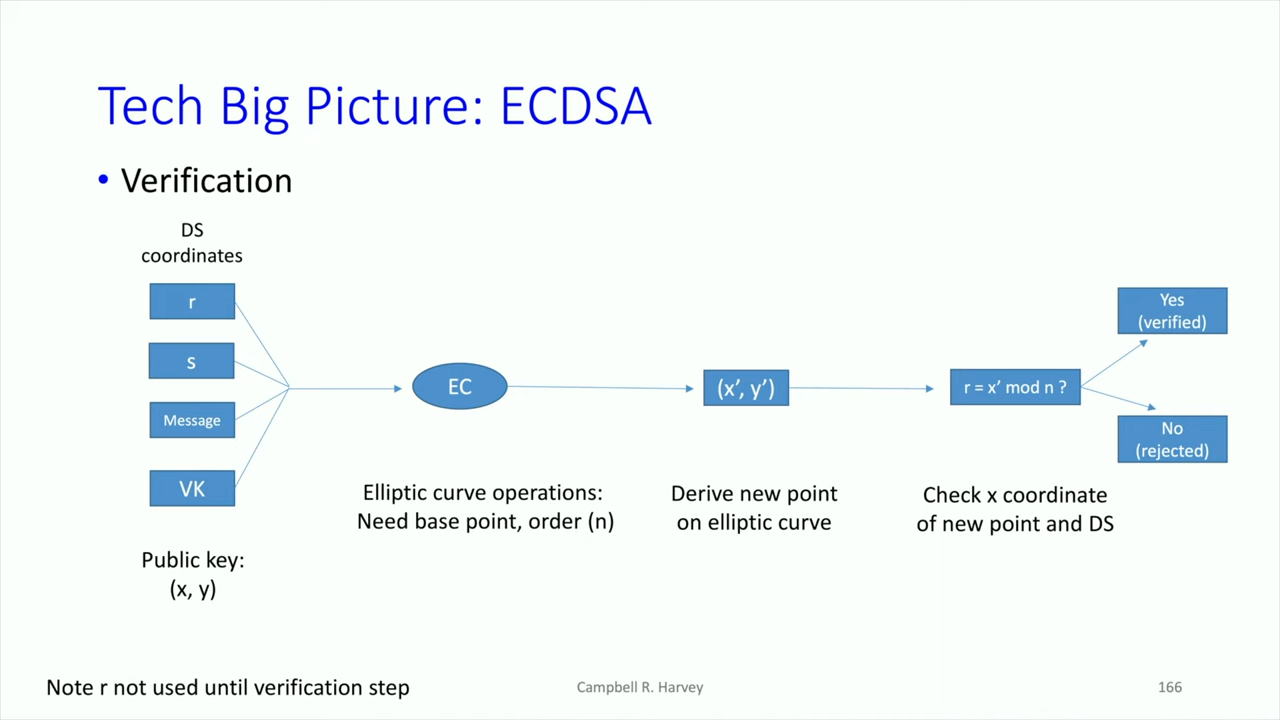 Tech Big Picture: ECDSA
• Verification
DS
coordinates
r
s
Message
VK
Public key:
(x, y)
EC
Elliptic curve operations:
Need base point, order (n)
(x’, y’)
Derive new point
on elliptic curve
r = x’ mod n ?
Check x coordinate
of new point and DS
Yes
(verified)
No
(rejected)
Note r not used until verification step
Campbell R. Harvey
166